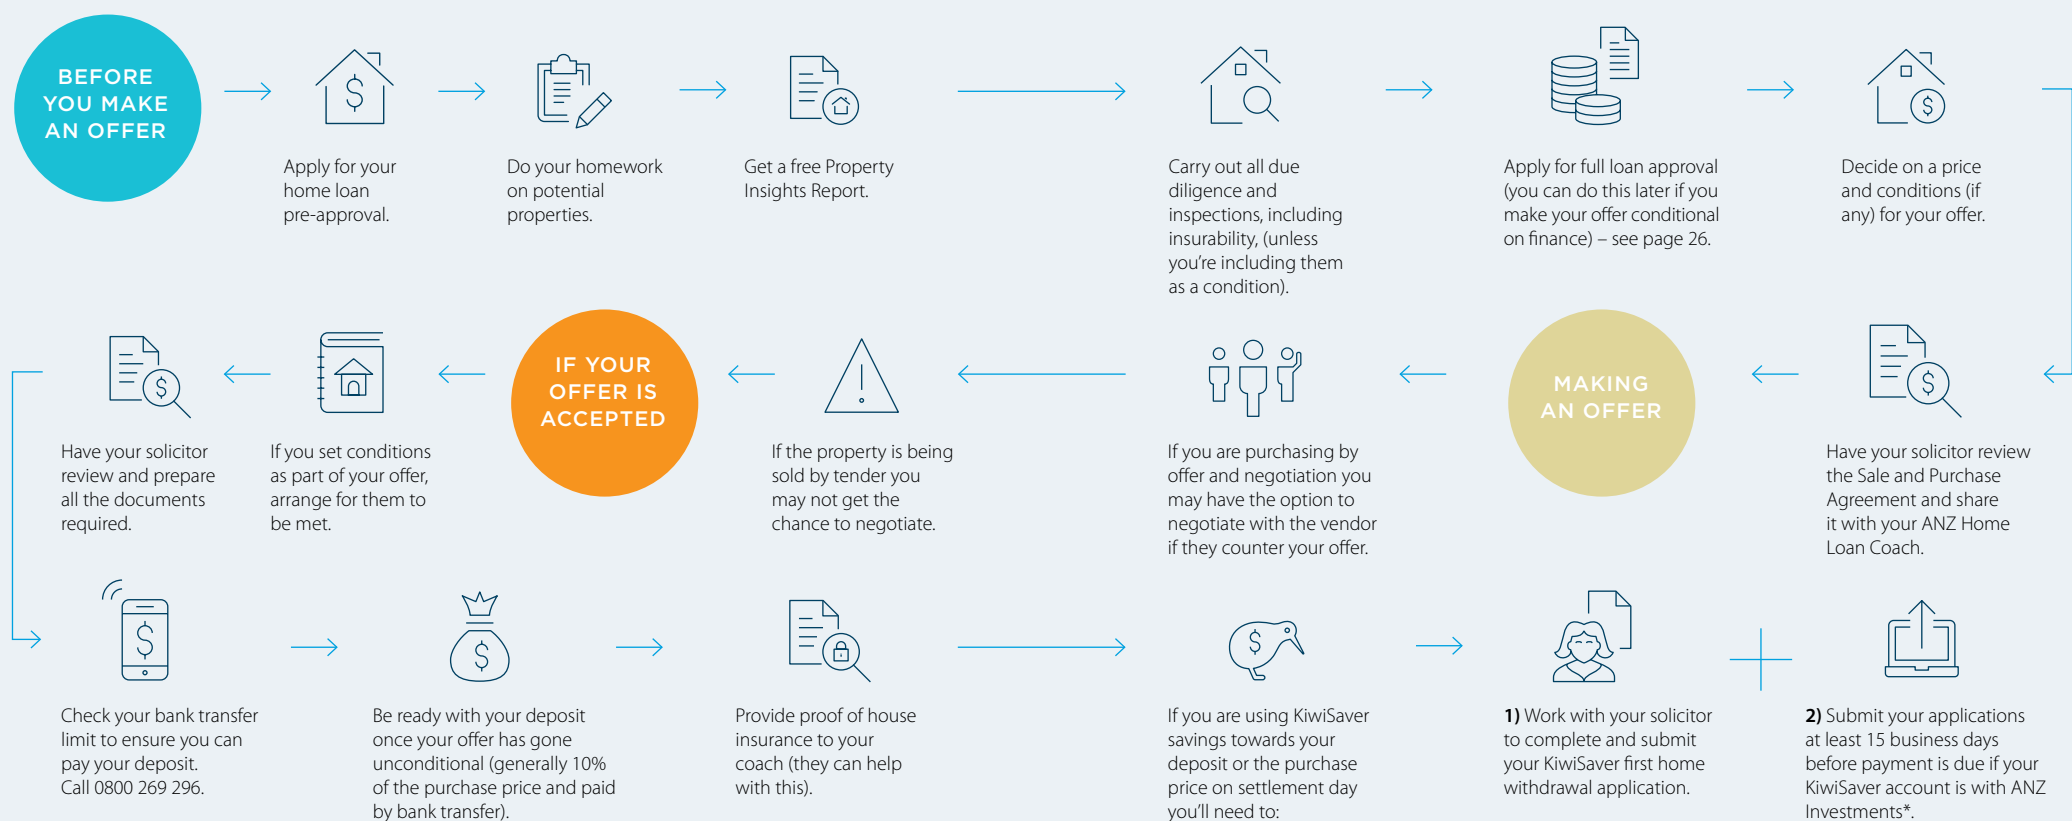 BEFORE
YOU MAKE
AN OFFER
$
Apply for your
home loan
pre-approval.
Do your homework
on potential
properties.
Get a free Property
Insights Report.
Carry out all due
diligence and
inspections, including
insurability, (unless
you’re including them
as a condition).
Apply for full loan approval
(you can do this later if you
make your offer conditional
on finance) – see page 26.
$
Decide on a price
and conditions (if
any) for your offer.
$
Have your solicitor review
the Sale and Purchase
Agreement and share
it with your ANZ Home
Loan Coach.
MAKING
AN OFFER
If you are purchasing by
offer and negotiation you
may have the option to
negotiate with the vendor
if they counter your offer.
!
If the property is being
sold by tender you
may not get the
chance to negotiate.
IF YOUR
OFFER IS
ACCEPTED
If you set conditions
as part of your offer,
arrange for them to
be met.
$
Have your solicitor
review and prepare
all the documents
required.
$
Check your bank transfer
limit to ensure you can
pay your deposit.
Call 0800 269 296.
$
Be ready with your deposit
once your offer has gone
unconditional (generally 10%
of the purchase price and paid
by bank transfer).
Provide proof of house
insurance to your
coach (they can help
with this).
$
If you are using KiwiSaver
savings towards your
deposit or the purchase
price on settlement day
you’ll need to:
1) Work with your solicitor
to complete and submit
your KiwiSaver first home
withdrawal application.
2) Submit your applications
at least 15 business days
before payment is due if your
KiwiSaver account is with ANZ
Investments*.